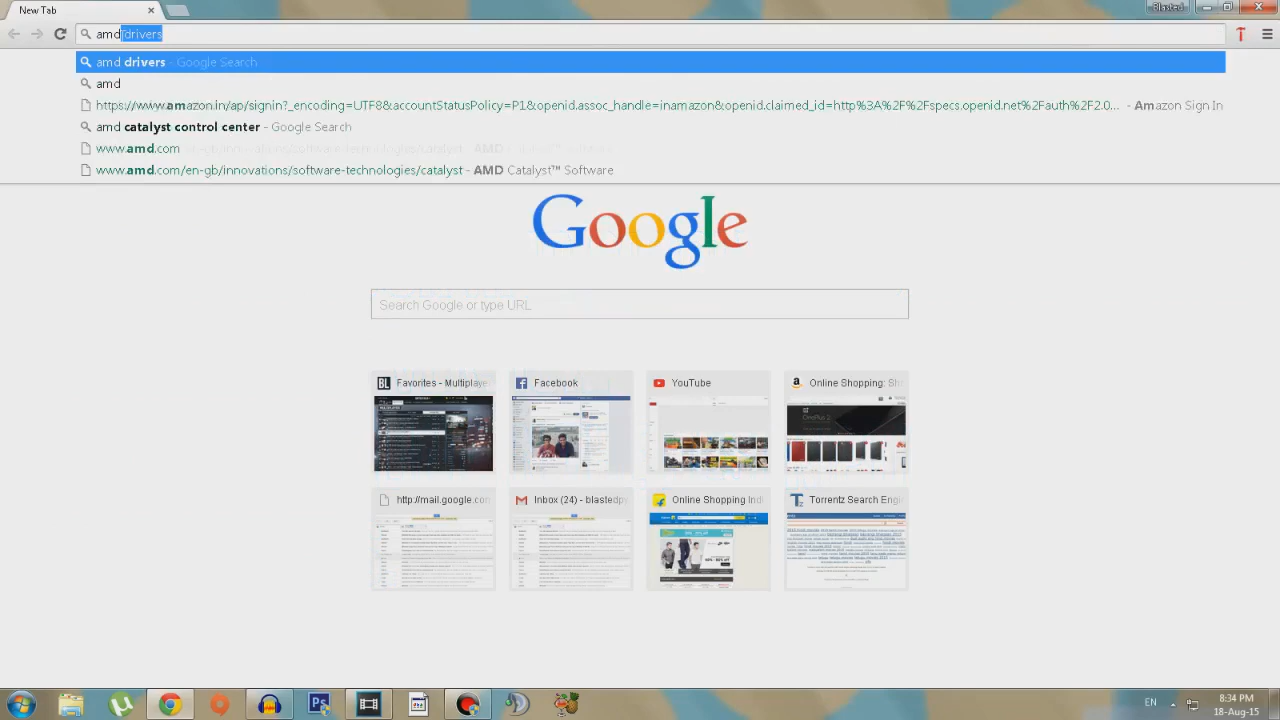 New Tab
Blasted
amd drivers
amd drivers - Google Search
amd
https://www.amazon.in/ap/signin?_encoding=UTF8&accountStatusPolicy=P1&openid.assoc_handle=inamazon&openid.claimed_id=http%3A%2F%2Fspecs.openid.net%2Fauth%2F2.0... - Amazon Sign In
amd catalyst control center - Google Search
www.amd.com
www.amd.com/en-gb/innovations/software-technologies/catalyst - AMD Catalyst™ Software
Google
Search Google or type URL
BL Favorites - Multiplaye
Facebook
YouTube
Online Shopping: Sh
http://mail.google.com
Inbox (24) - blastedp
Online Shopping Indi
Torrentz Search Engi
EN
8:34 PM
18-Aug-15